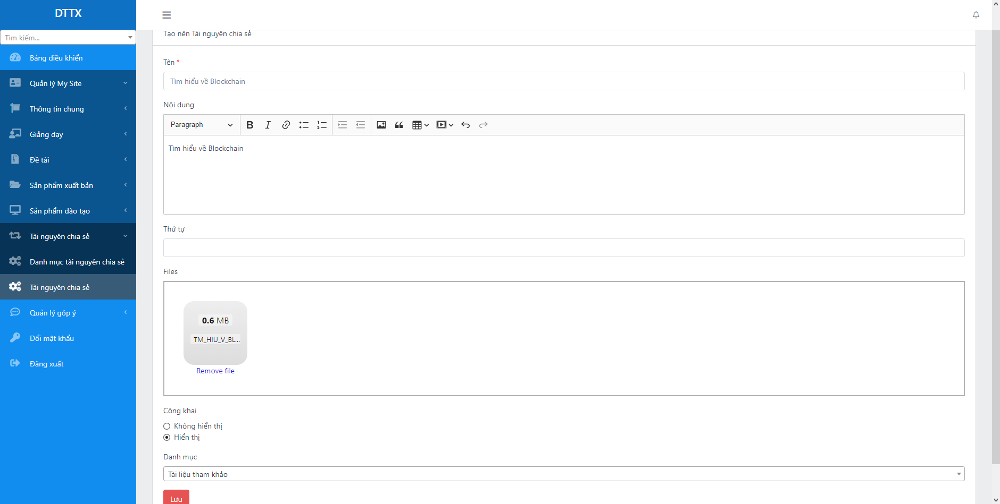 DTTX
Tìm kiếm...
Bảng điều khiển
Quản lý My Site
Thông tin chung
Giảng dạy
Đề tài
Sản phẩm xuất bản
Sản phẩm đào tạo
Tài nguyên chia sẻ
Danh mục tài nguyên chia sẻ
Tài nguyên chia sẻ
Quản lý góp ý
Đổi mật khẩu
Đăng xuất
Tạo nên Tài nguyên chia sẻ
Tên *
Tìm hiểu về Blockchain
Nội dung
Paragraph
Tìm hiểu về Blockchain
Thứ tự
Files
0.6 MB
TM_HIU_V_BL...
Remove file
Công khai
Không hiển thị
Hiển thị
Danh mục
Tài liệu tham khảo
Lưu